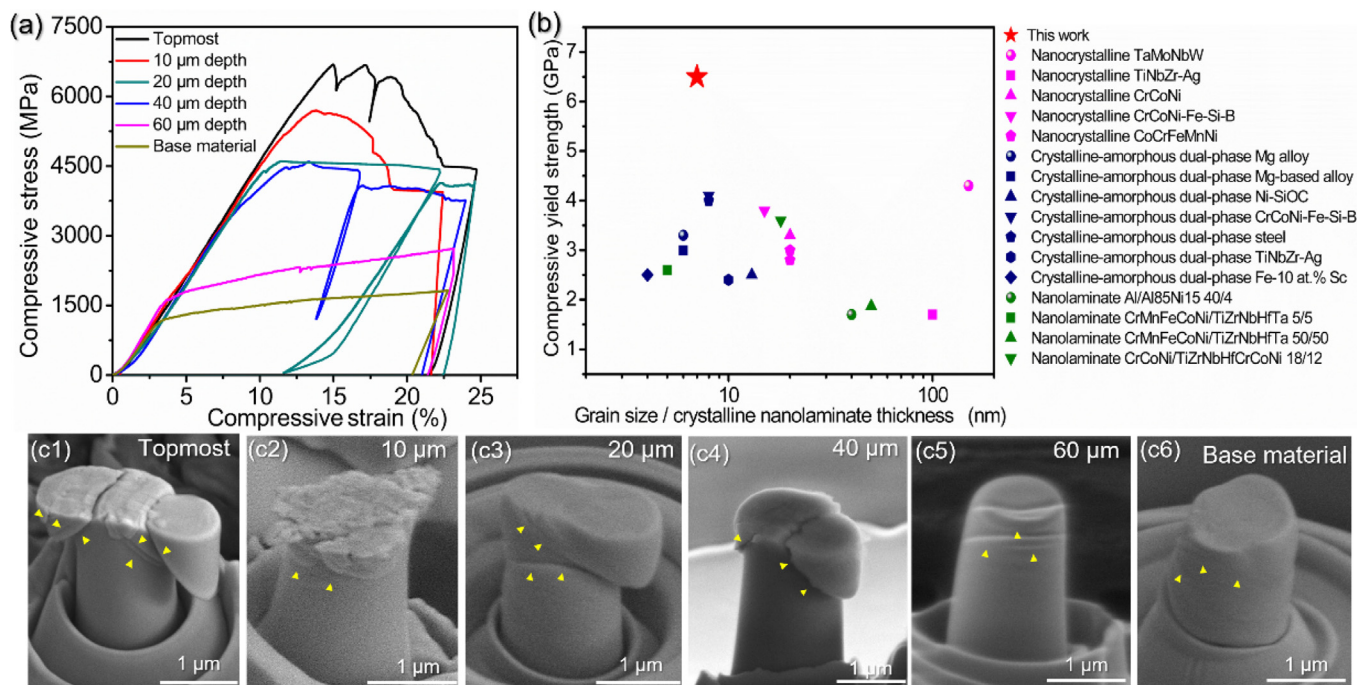 (a)
7500
6000
4500
3000
1500
0
Compressive stress (MPa)
Topmost
10 μm depth
20 μm depth
40 μm depth
60 μm depth
Base material
0 5 10 15 20 25
Compressive strain (%)
(b)
7
6
5
4
3
2
1
Compressive yield strength (GPa)
10 100
Grain size / crystalline nanolaminate thickness (nm)
This work
Nanocrystalline TaMoNbW
Nanocrystalline TiNbZr-Ag
Nanocrystalline CrCoNi
Nanocrystalline CrCoNi-Fe-Si-B
Nanocrystalline CoCrFeMnNi
Crystalline-amorphous dual-phase Mg alloy
Crystalline-amorphous dual-phase Mg-based alloy
Crystalline-amorphous dual-phase Ni-SiOC
Crystalline-amorphous dual-phase CrCoNi-Fe-Si-B
Crystalline-amorphous dual-phase steel
Crystalline-amorphous dual-phase TiNbZr-Ag
Crystalline-amorphous dual-phase Fe-10 at.% Sc
Nanolaminate Al/Al85Ni15 40/4
Nanolaminate CrMnFeCoNi/TiZrNbHfTa 5/5
Nanolaminate CrMnFeCoNi/TiZrNbHfTa 50/50
Nanolaminate CrCoNi/TiZrNbHfCrCoNi 18/12
(c1) Topmost
1 μm
(c2) 10 μm
1 μm
(c3) 20 μm
1 μm
(c4) 40 μm
1 μm
(c5) 60 μm
1 μm
(c6) Base material
1 μm